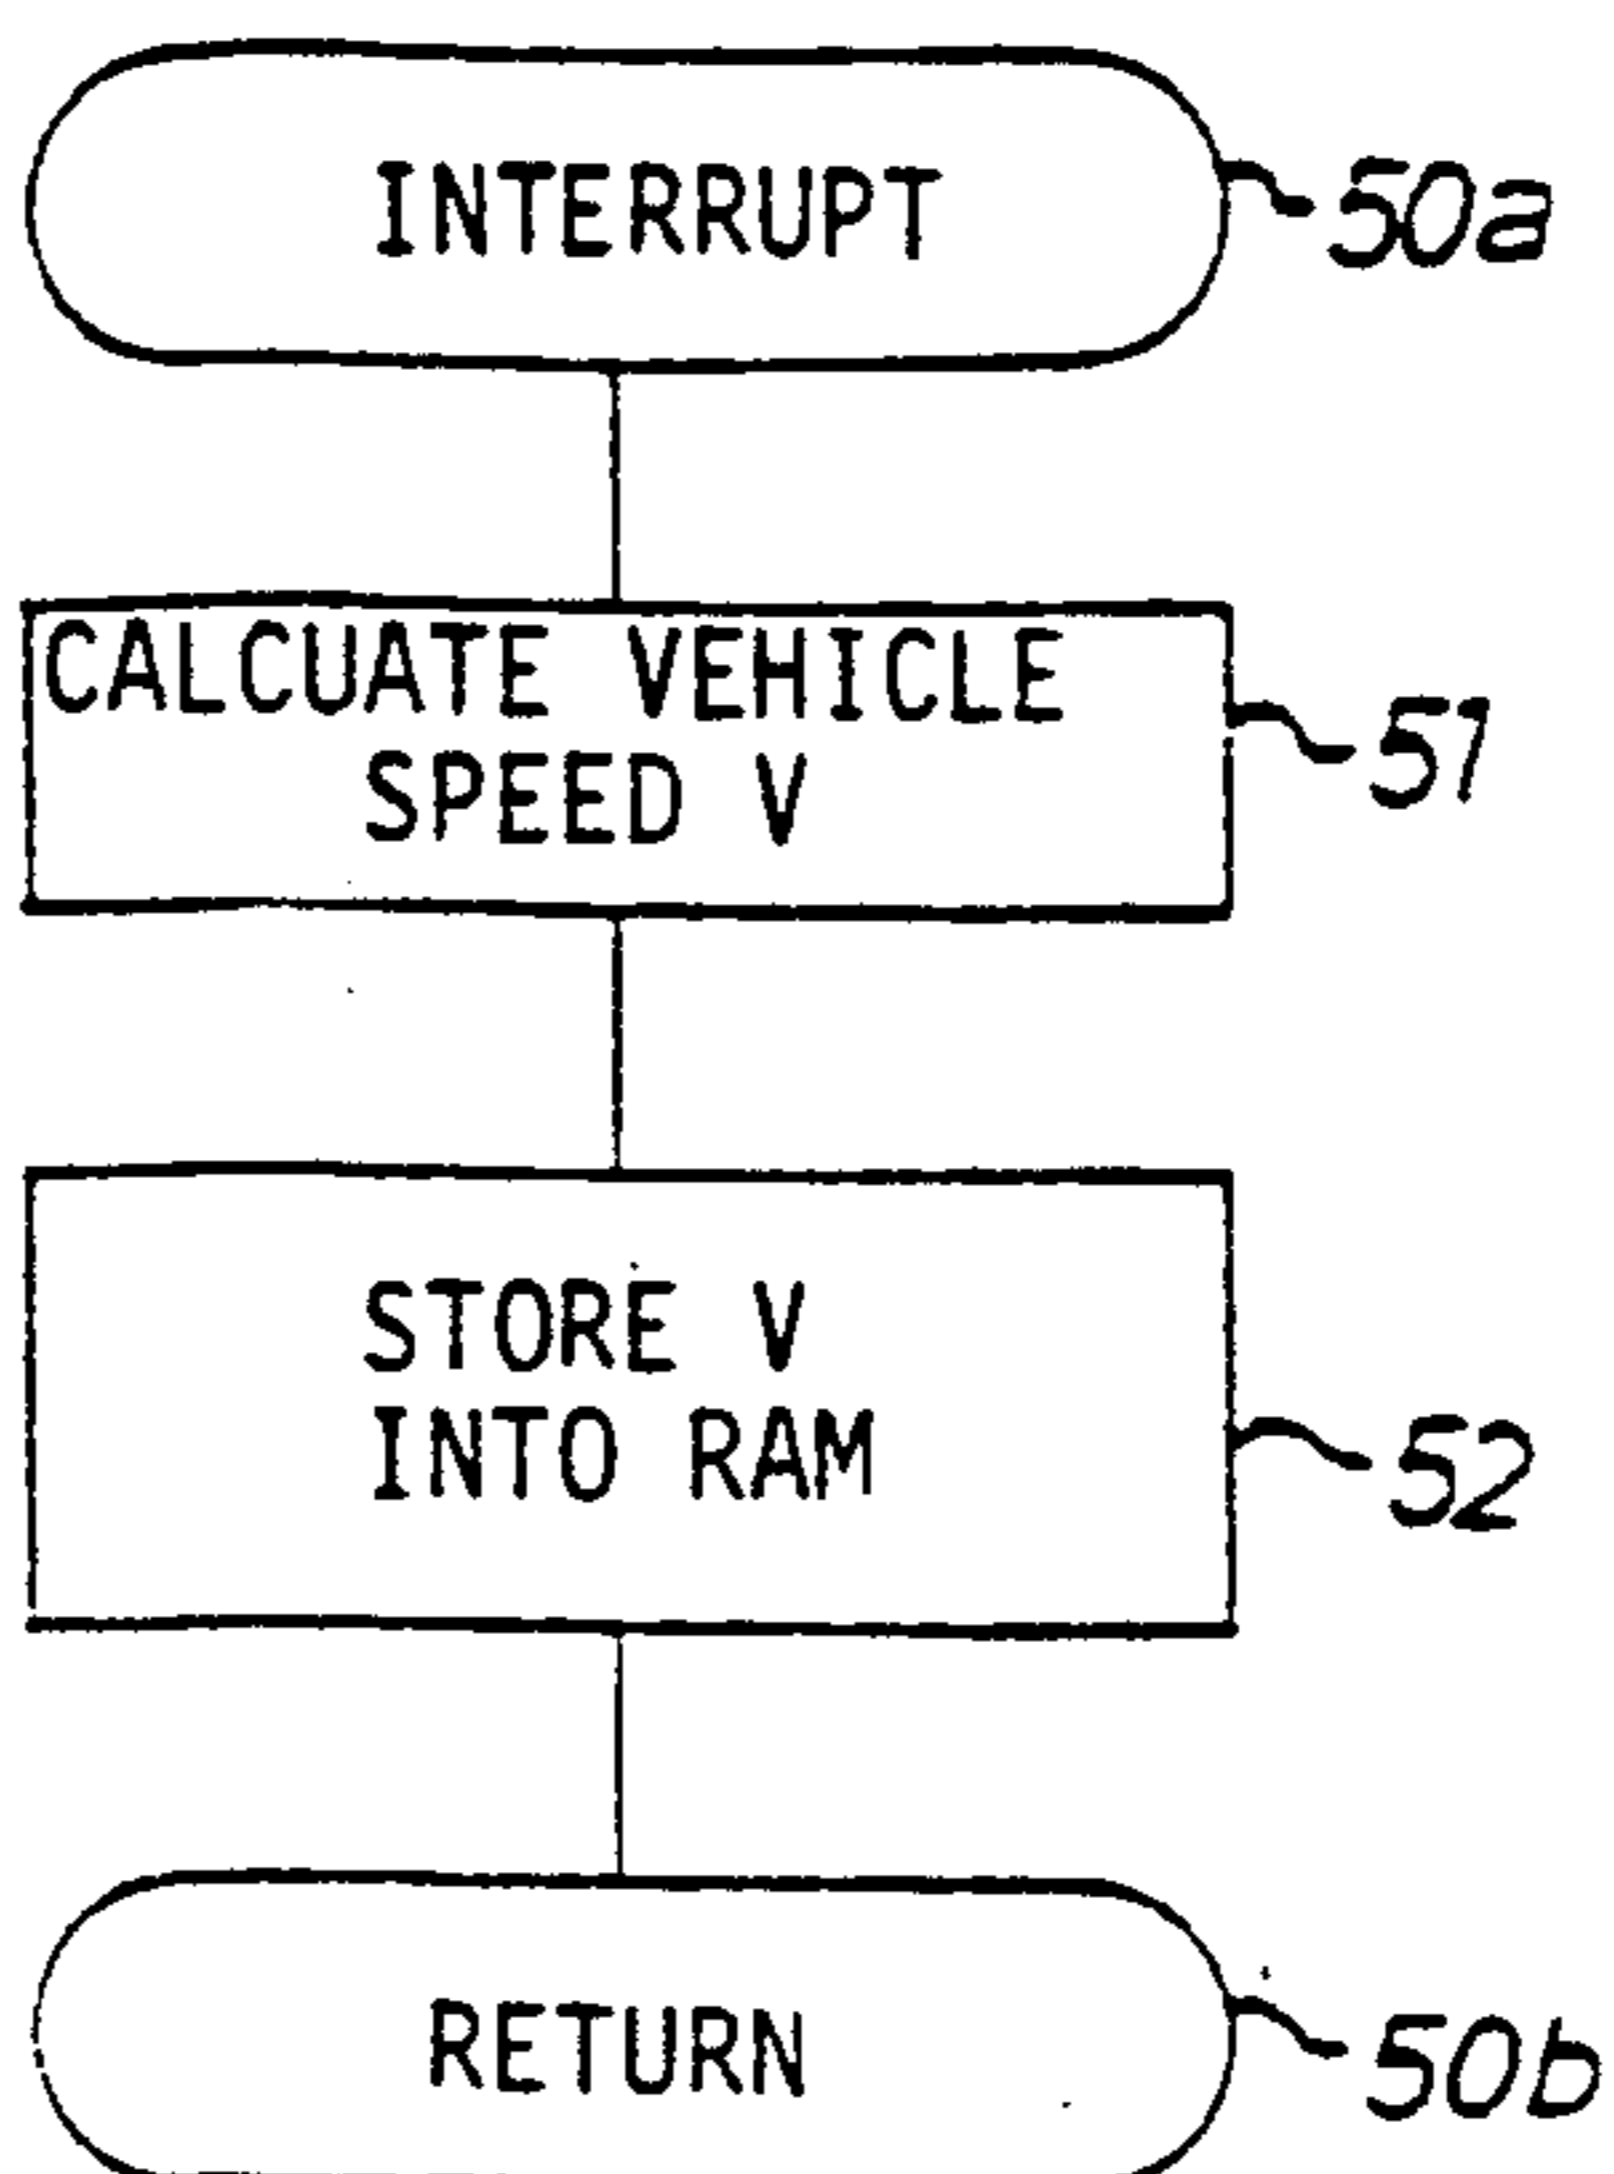 INTERRUPT
50a
CALCUATE VEHICLE
SPEED V
51
STORE V
INTO RAM
52
RETURN
50b